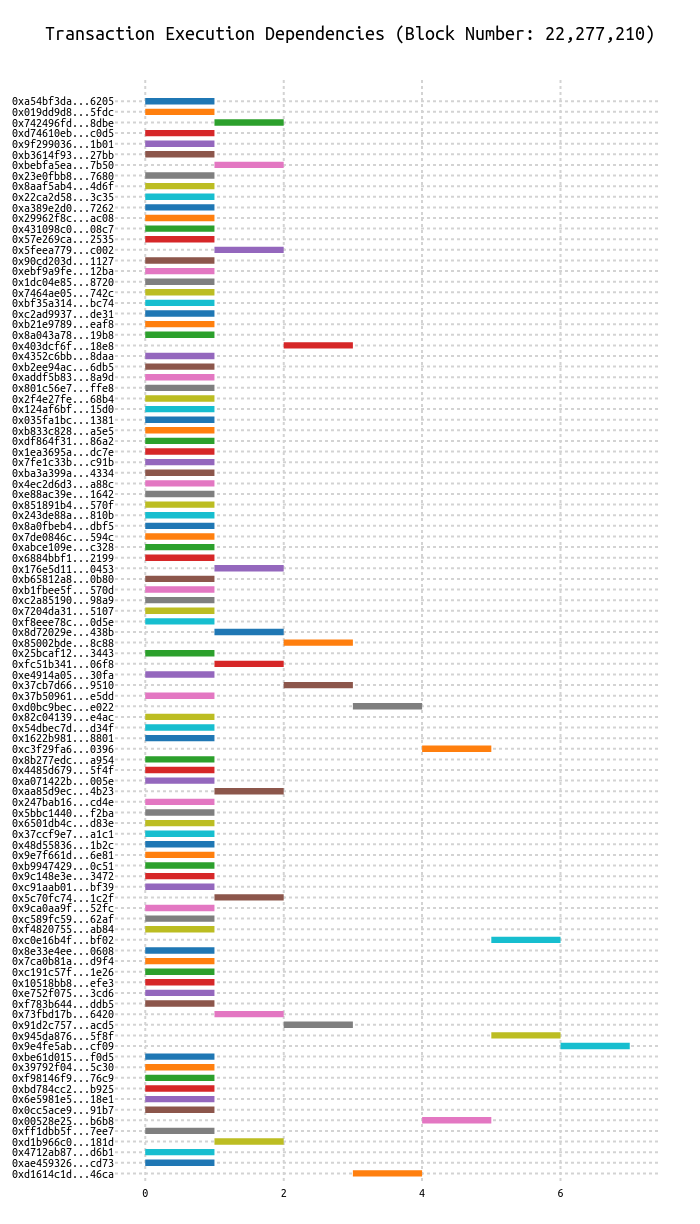 Transaction Execution Dependencies (Block Number: 22,277,210)
0xa54bf3da...6205
0x019dd9d8...5fdc
0x742496fd...8dbe
0xd74610eb...c0d5
0x9f299036...1b01
0xb3614f93...27bb
0xbebfa5ea...7b50
0x23e0fbb8...7680
0x8aaf5ab4...4d6f
0x22ca2d58...3c35
0xa389e2d0...7262
0x29962f8c...ac08
0x431098c0...08c7
0x57e269ca...2535
0x5feea779...c002
0x90cd203d...1127
0xebf9a9fe...12ba
0x1dc04e85...8720
0x7464ae05...742c
0xbf35a314...bc74
0xc2ad9937...de31
0xb21e9789...eaf8
0x8a043a78...19b8
0x403dcf6f...18e8
0x4352c6bb...8daa
0xb2ee94ac...6db5
0xaddf5b83...8a9d
0x801c56e7...ffe8
0x2f4e27fe...68b4
0x124af6bf...15d0
0x035fa1bc...1381
0xb833c828...a5e5
0xdf864f31...86a2
0x1ea3695a...dc7e
0x7fe1c33b...c91b
0xba3a399a...4334
0x4ec2d6d3...a88c
0xe88ac39e...1642
0x851891b4...570f
0x243de88a...810b
0x8a0fbeb4...dbf5
0x7de0846c...594c
0xabce109e...c328
0x6884bbf1...2199
0x176e5d11...0453
0xb65812a8...0b80
0xb1fbee5f...570d
0xc2a85190...98a9
0x7204da31...5107
0xf8eee78c...0d5e
0x8d72029e...438b
0x85002bde...8c88
0x25bcaf12...3443
0xfc51b341...06f8
0xe4914a05...30fa
0x37cb7d66...9510
0x37b50961...e5dd
0xd0bc9bec...e022
0x82c04139...e4ac
0x54dbec7d...d34f
0x1622b981...8801
0xc3f29fa6...0396
0x8b277edc...a954
0x4485d679...5f4f
0xa071422b...005e
0xaa85d9ec...4b23
0x247bab16...cd4e
0x5bbc1440...f2ba
0x6501db4c...d83e
0x37ccf9e7...a1c1
0x48d55836...1b2c
0x9e7f661d...6e81
0xb9947429...0c51
0x9c148e3e...3472
0xc91aab01...bf39
0x5c70fc74...1c2f
0x9ca0aa9f...52fc
0xc589fc59...62af
0xf4820755...ab84
0xc0e16b4f...bf02
0x8e33e4ee...0608
0x7ca0b81a...d9f4
0xc191c57f...1e26
0x10518bb8...efe3
0xe752f075...3cd6
0xf783b644...ddb5
0x73fbd17b...6420
0x91d2c757...acd5
0x945da876...5f8f
0x9e4fe5ab...cf09
0xbe61d015...f0d5
0x39792f04...5c30
0xf98146f9...76c9
0xbd784cc2...b925
0x6e5981e5...18e1
0x0cc5ace9...91b7
0x00528e25...b6b8
0xff1dbb5f...7ee7
0xd1b966c0...181d
0x4712ab87...d6b1
0xae459326...cd73
0xd1614c1d...46ca
0 2 4 6